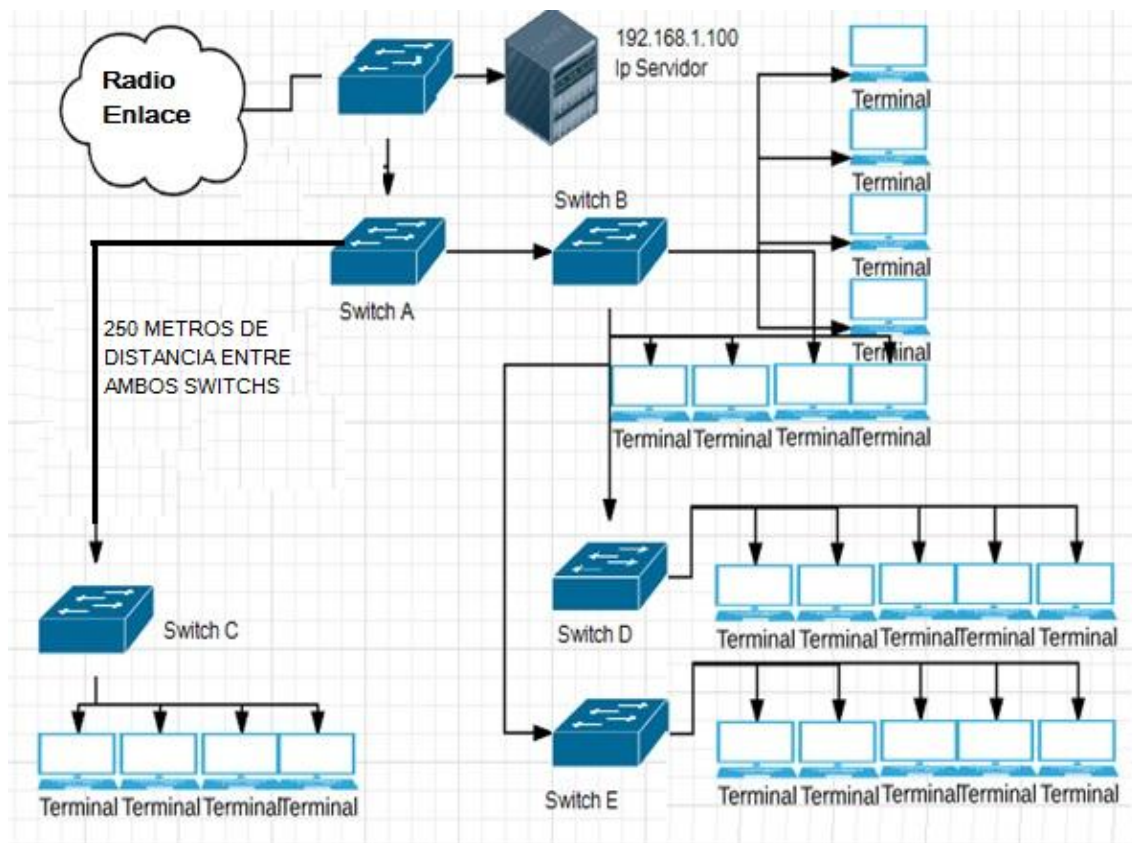 Radio
Enlace
192.168.1.100
Ip Servidor
Terminal
Terminal
Terminal
Terminal
Switch B
Switch A
250 METROS DE
DISTANCIA ENTRE
AMBOS SWITCHS
Terminal Terminal Terminal Terminal
Switch D
Terminal Terminal Terminal Terminal Terminal
Switch C
Switch E
Terminal Terminal Terminal Terminal Terminal
Terminal Terminal Terminal Terminal